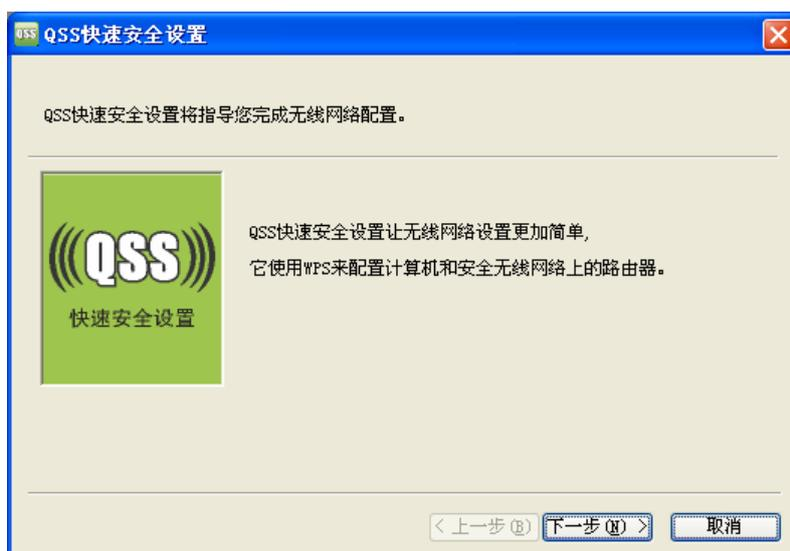 QSS QSS快速安全设置
QSS快速安全设置将指导您完成无线网络配置。
(((QSS)))
快速安全设置
QSS快速安全设置让无线网络设置更加简单,
它使用WPS来配置计算机和安全无线网络上的路由器。
< 上一步(B) 下一步(N) > 取消